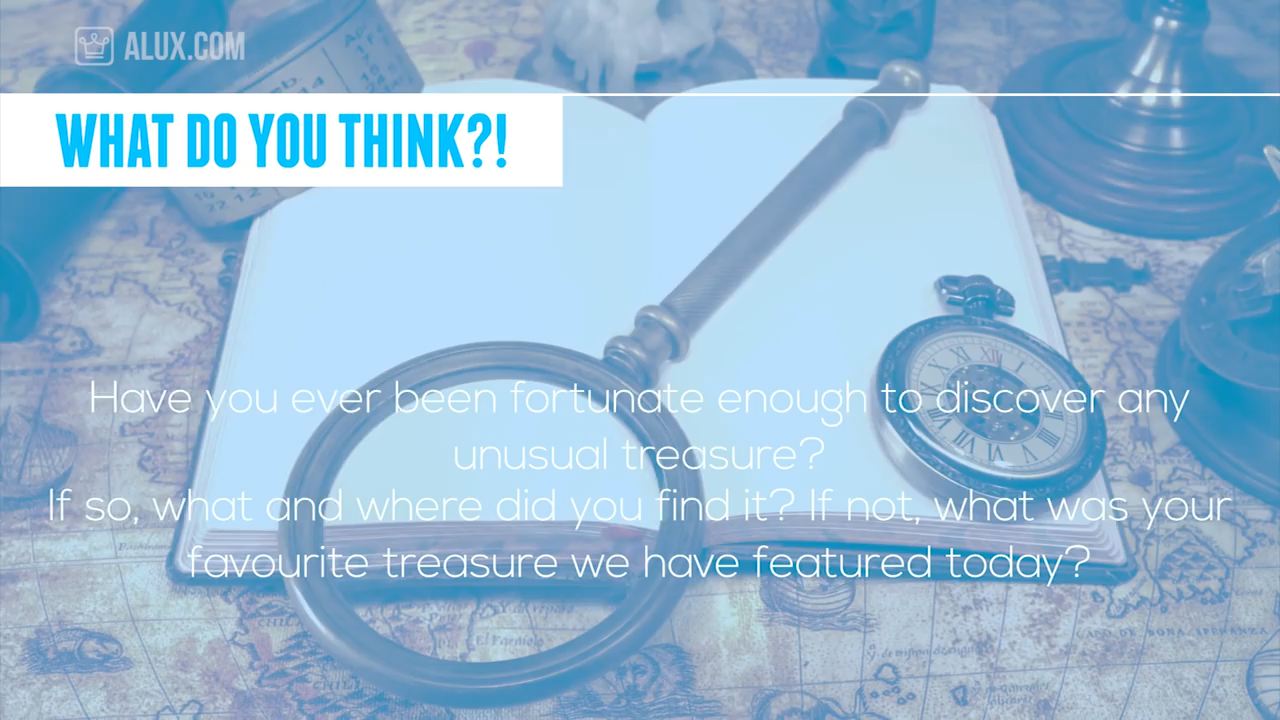 ALUX.COM
WHAT DO YOU THINK?!
Have you ever been fortunate enough to discover any
unusual treasure?
If so, what and where did you find it? If not, what was your
favourite treasure we have featured today?